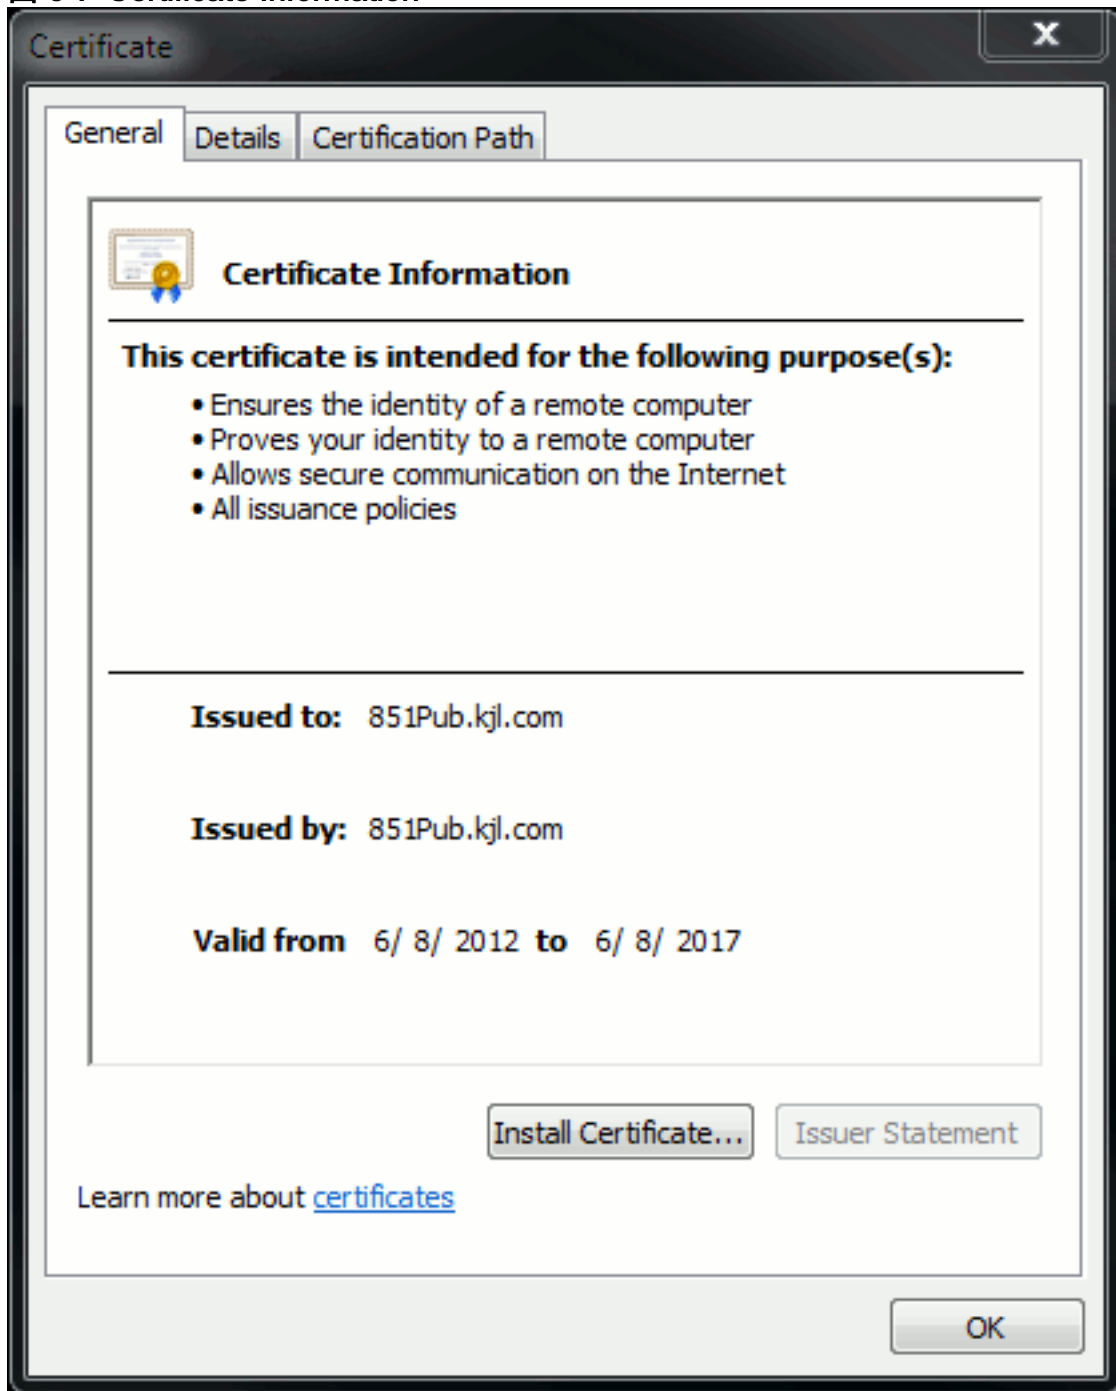 Certificate
General Details Certification Path
Certificate Information
This certificate is intended for the following purpose(s):
• Ensures the identity of a remote computer
• Proves your identity to a remote computer
• Allows secure communication on the Internet
• All issuance policies
Issued to: 851Pub.kjl.com
Issued by: 851Pub.kjl.com
Valid from 6/ 8/ 2012 to 6/ 8/ 2017
Install Certificate... Issuer Statement
Learn more about certificates
OK